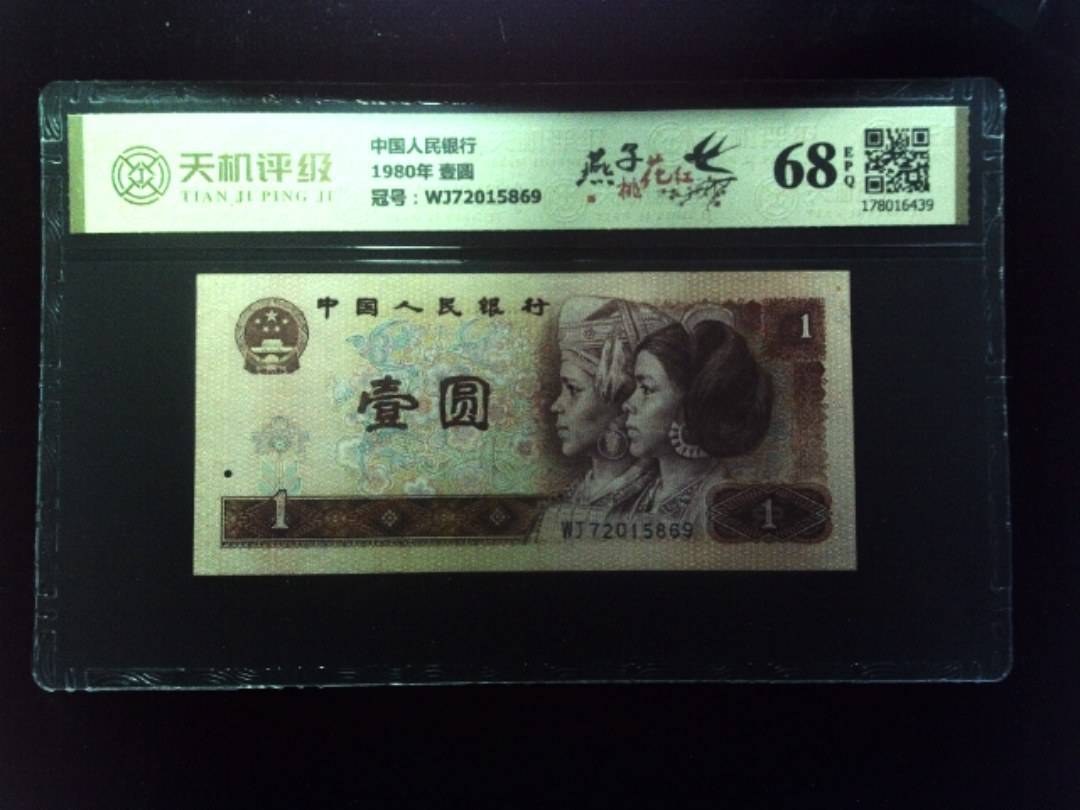 天机评级
TIAN JI PING JI
中国人民银行
1980年 壹圆
冠号：WJ72015869
燕子
桃花红
68
EPQ
178016439
中国人民银行
壹圆
1
1
WJ72015869
1